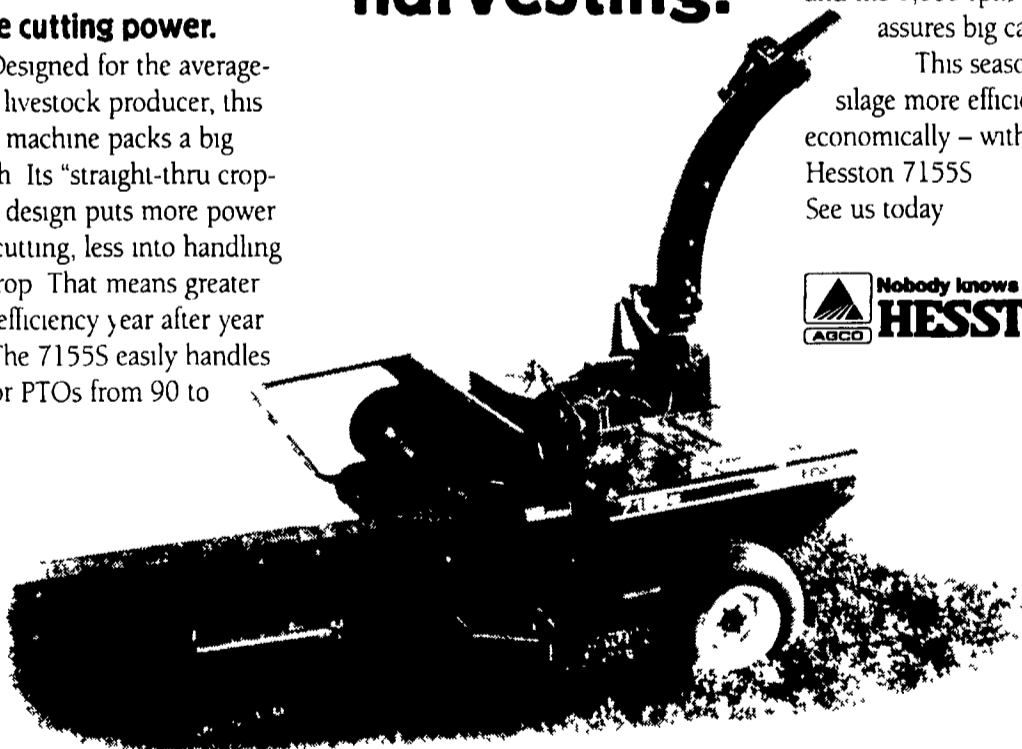 harvesting.
e cutting power.
Designed for the average-
livestock producer, this
machine packs a big
h Its “straight-thru crop-
design puts more power
cutting, less into handling
rop That means greater
efficiency year after year
The 7155S easily handles
or PTOs from 90 to
assures big ca
This seaso
silage more effici
economically – with
Hesston 7155S
See us today
AGCO
Nobody knows
HESST